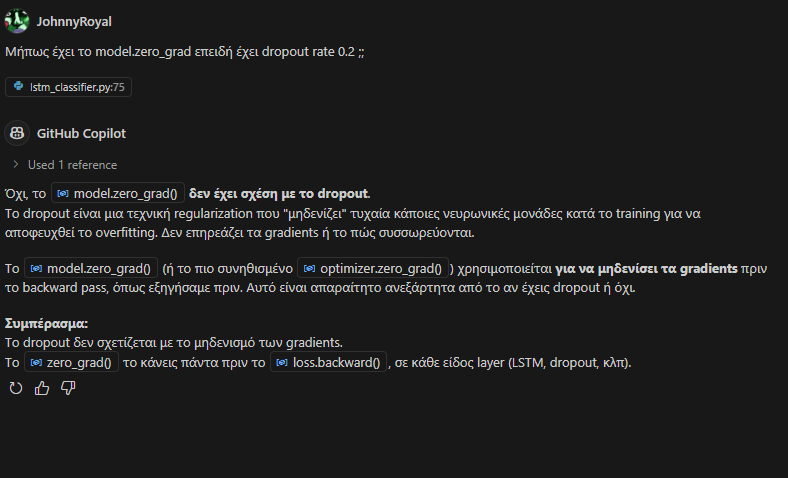 JohnnyRoyal
Μήπως έχει το model.zero_grad επειδή έχει dropout rate 0.2 ;;
lstm_classifier.py:75
GitHub Copilot
Used 1 reference
Όχι, το model.zero_grad() δεν έχει σχέση με το dropout.
Το dropout είναι μια τεχνική regularization που "μηδενίζει" τυχαία κάποιες νευρωνικές μονάδες κατά το training για να
αποφευχθεί το overfitting. Δεν επηρεάζει τα gradients ή το πώς συσσωρεύονται.
Το model.zero_grad() (ή το πιο συνηθισμένο optimizer.zero_grad() ) χρησιμοποιείται για να μηδενίσει τα gradients πριν
το backward pass, όπως εξηγήσαμε πριν. Αυτό είναι απαραίτητο ανεξάρτητα από το αν έχεις dropout ή όχι.
Συμπέρασμα:
Το dropout δεν σχετίζεται με το μηδενισμό των gradients.
Το zero_grad() το κάνεις πάντα πριν το loss.backward() , σε κάθε είδος layer (LSTM, dropout, κλπ).